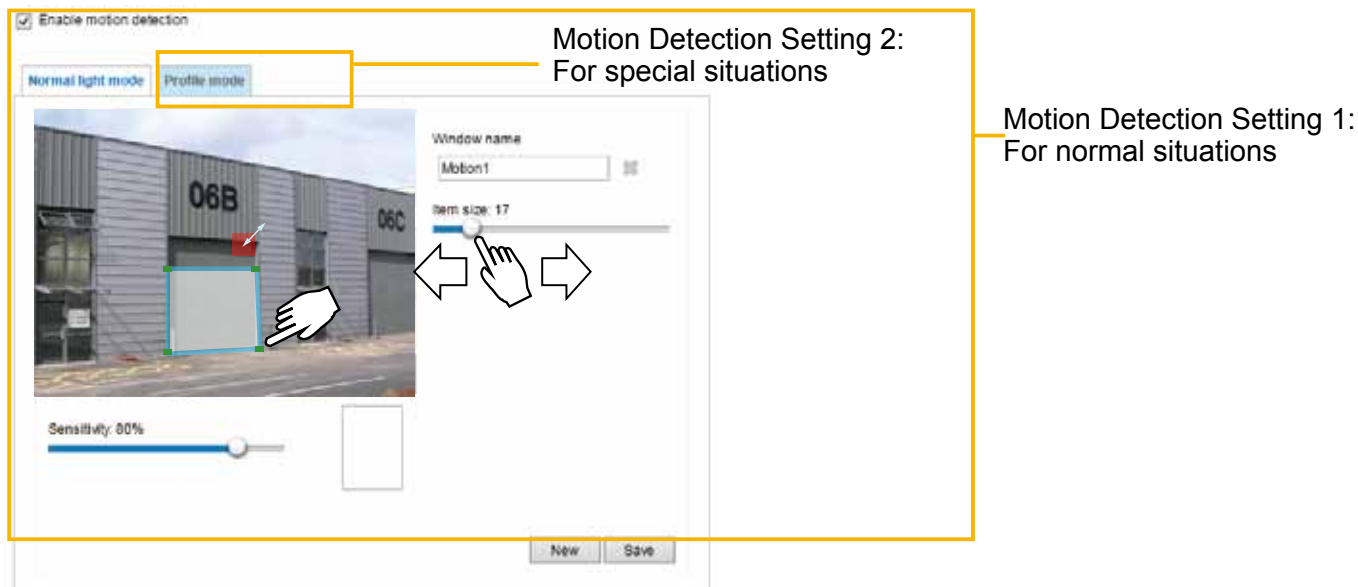 Enable motion detection
Motion Detection Setting 2:
For special situations
Normal light mode
Profile mode
Motion Detection Setting 1:
For normal situations
Window name
Motion1
06B
06C
Item size: 17
Sensitivity: 80%
New
Save